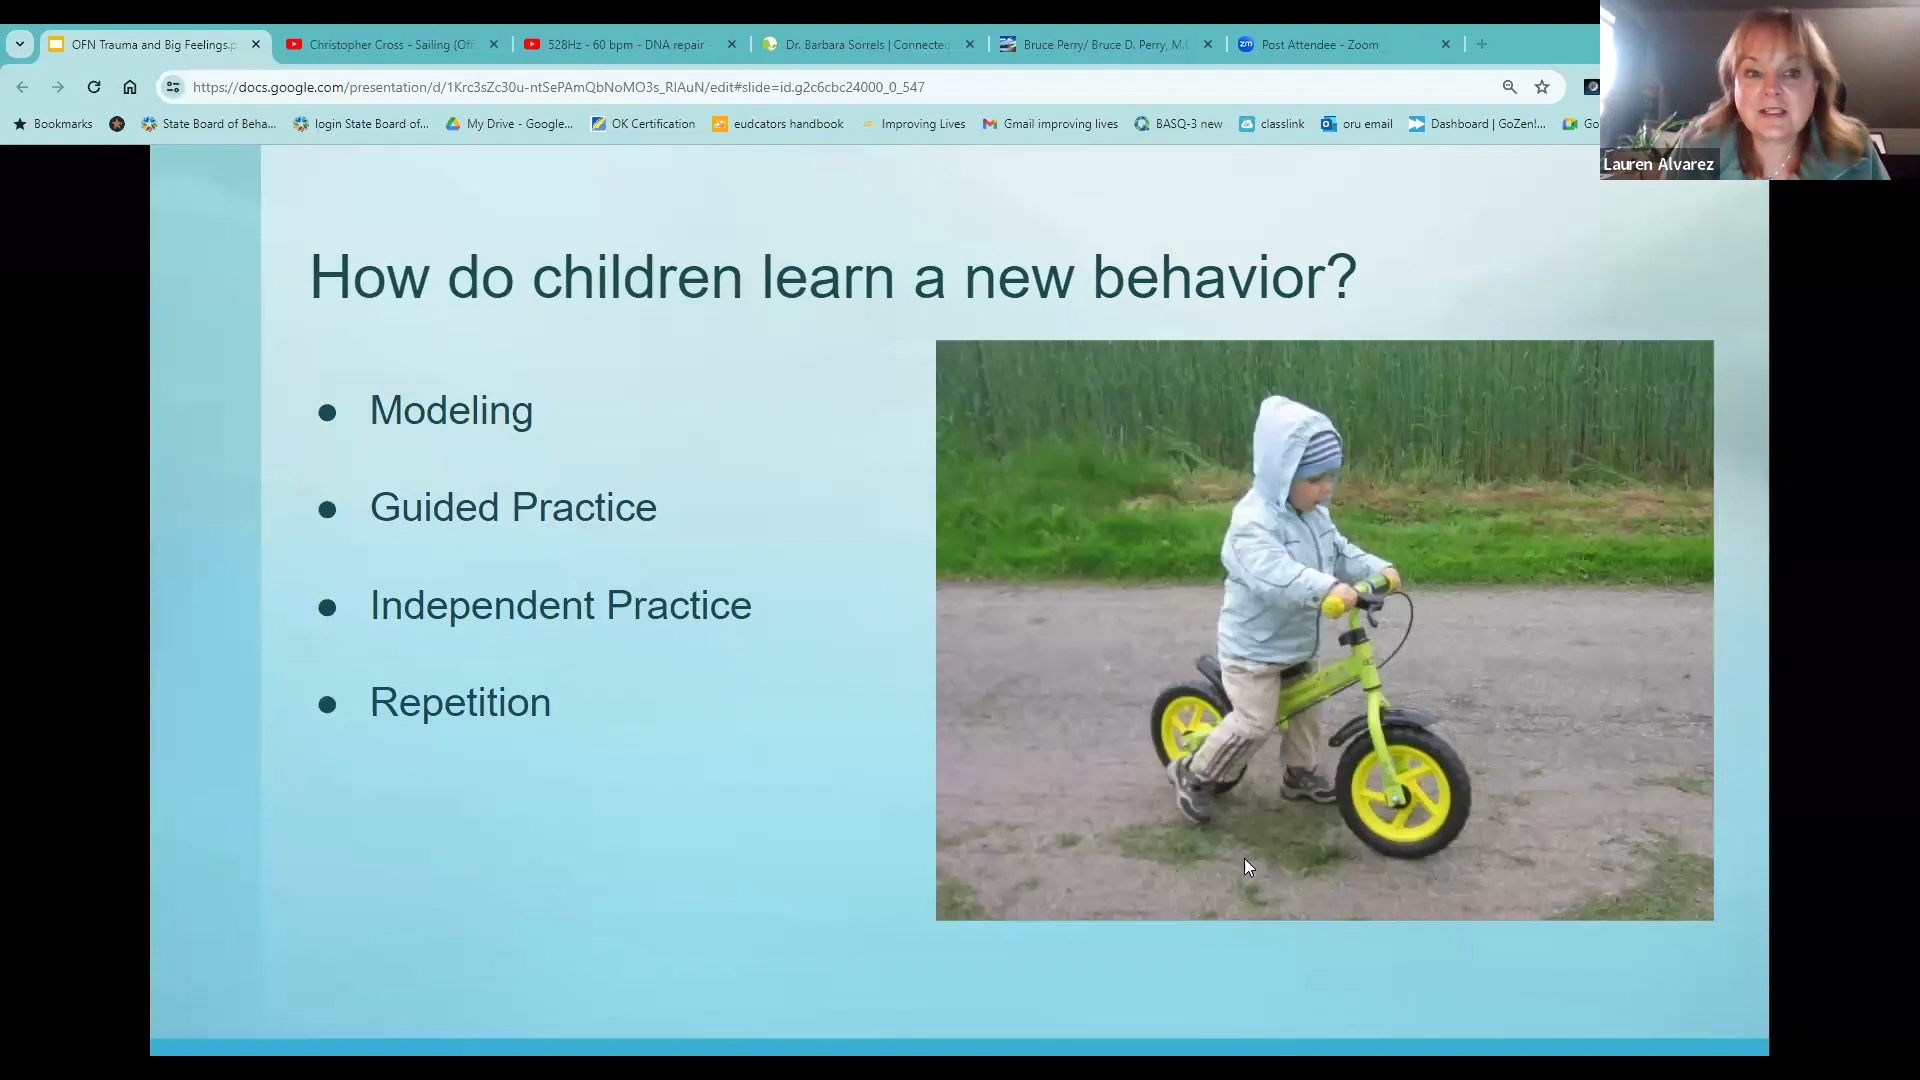 OFN Trauma and Big Feelings.p
Christopher Cross - Sailing (Offi
528Hz - 60 bpm - DNA repair
Dr. Barbara Sorrels | Connected
Bruce Perry/ Bruce D. Perry, M.D
Post Attendee - Zoom
https://docs.google.com/presentation/d/1Krc3sZc30u-ntSePAmQbNoMO3s_RIAuN/edit#slide=id.g2c6cbc24000_0_547
Bookmarks
State Board of Beha...
login State Board of...
My Drive - Google...
OK Certification
eudcators handbook
Improving Lives
Gmail improving lives
BASQ-3 new
classlink
oru email
Dashboard | GoZen!...
Go
Lauren Alvarez
How do children learn a new behavior?
● Modeling
● Guided Practice
● Independent Practice
● Repetition